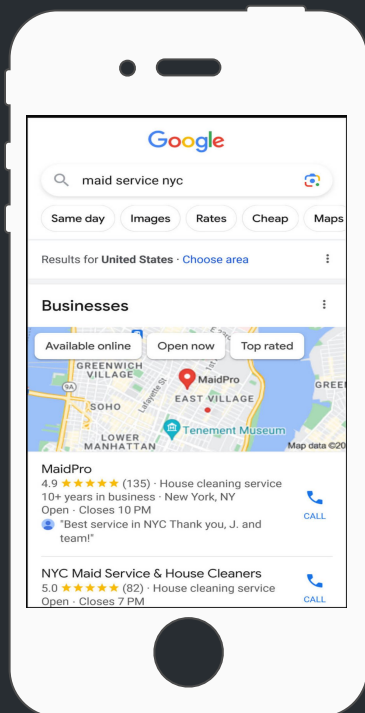 Google
maid service nyc
Same day Images Rates Cheap Maps
Results for United States · Choose area
Businesses
Available online Open now Top rated
GREENWICH
VILLAGE
9A
Lafayette St
MaidPro
EAST VILLAGE
GREE
SOHO
Tenement Museum
LOWER
MANHATTAN
Map data ©20
MaidPro
4.9 ★★★★★ (135) · House cleaning service
10+ years in business · New York, NY
Open · Closes 10 PM
CALL
"Best service in NYC Thank you, J. and
team!"
NYC Maid Service & House Cleaners
5.0 ★★★★★ (82) · House cleaning service
Open · Closes 7 PM
CALL